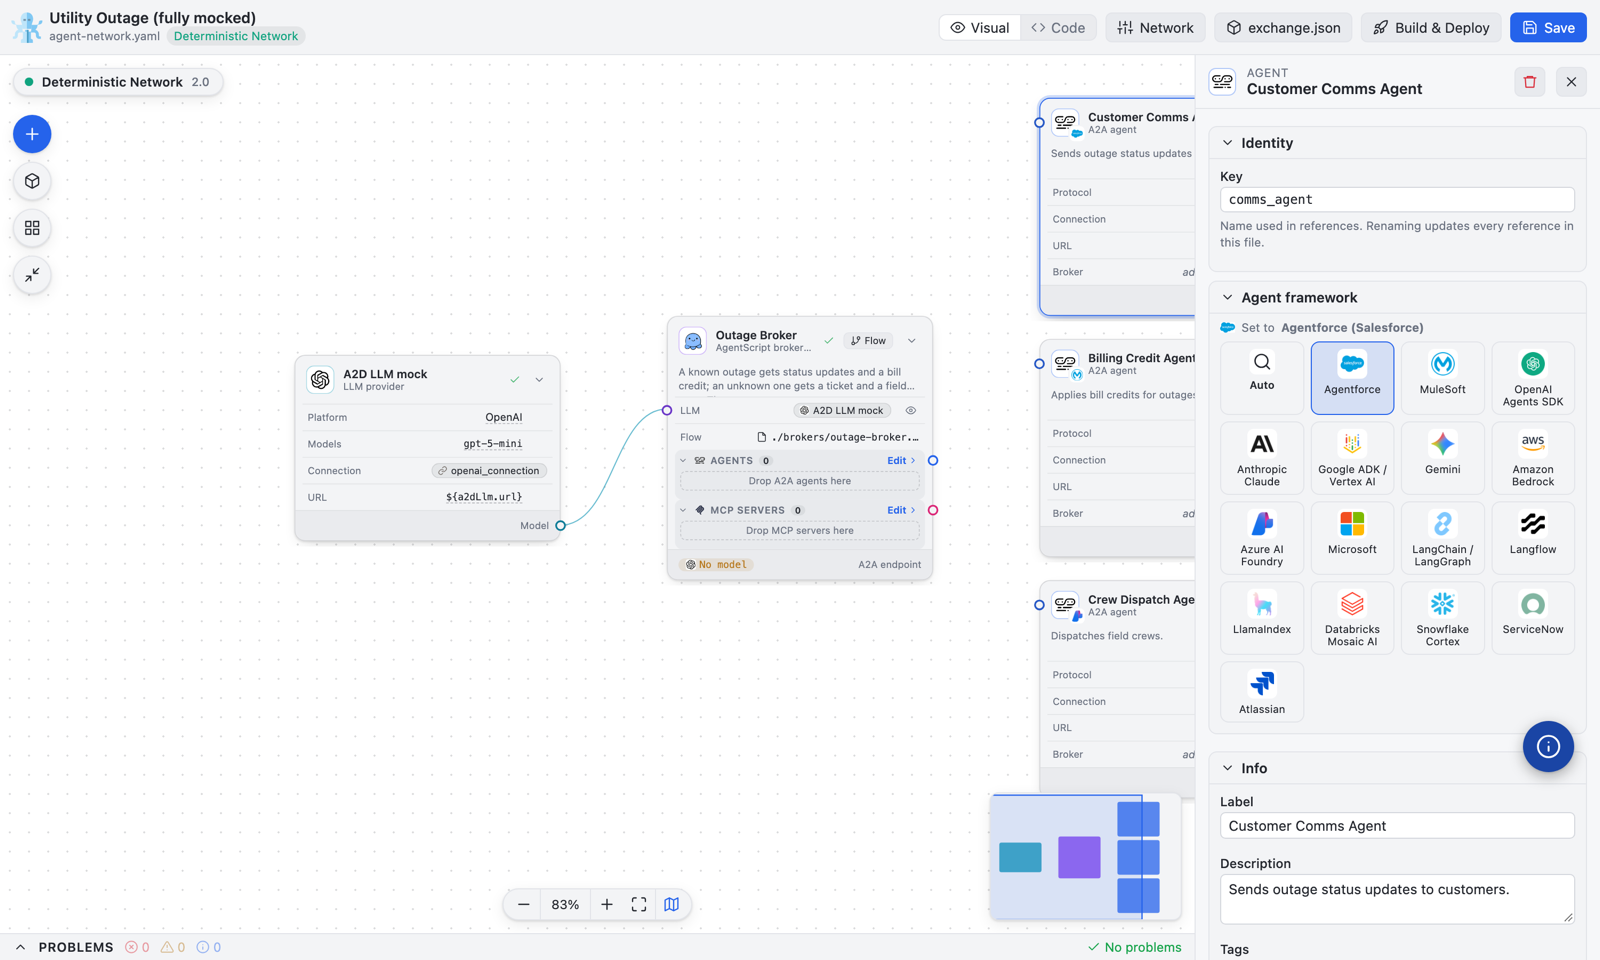 Utility Outage (fully mocked)
agent-network.yaml Deterministic Network
Visual
Code
Network
exchange.json
Build & Deploy
Save
Deterministic Network 2.0
A2D LLM mock
LLM provider
Platform OpenAI
Models gpt-5-mini
Connection openai_connection
URL ${a2dLlm.url}
Model
Outage Broker
AgentScript broker...
Flow
A known outage gets status updates and a bill
credit; an unknown one gets a ticket and a field...
LLM A2D LLM mock
Flow ./brokers/outage-broker....
AGENTS 0 Edit
Drop A2A agents here
MCP SERVERS 0 Edit
Drop MCP servers here
No model A2A endpoint
Customer Comms A
A2A agent
Sends outage status updates
Protocol
Connection
URL
Broker ad
Billing Credit Agent
A2A agent
Applies bill credits for outages
Protocol
Connection
URL
Broker ad
Crew Dispatch Age
A2A agent
Dispatches field crews.
Protocol
Connection
URL
Broker ad
83%
PROBLEMS 0 0 0
No problems
AGENT
Customer Comms Agent
Identity
Key
comms_agent
Name used in references. Renaming updates every reference in
this file.
Agent framework
Set to Agentforce (Salesforce)
Auto
Agentforce
MuleSoft
OpenAI
Agents SDK
Anthropic
Claude
Google ADK /
Vertex AI
Gemini
Amazon
Bedrock
Azure AI
Foundry
Microsoft
LangChain /
LangGraph
Langflow
LlamaIndex
Databricks
Mosaic AI
Snowflake
Cortex
ServiceNow
Atlassian
Info
Label
Customer Comms Agent
Description
Sends outage status updates to customers.
Tags